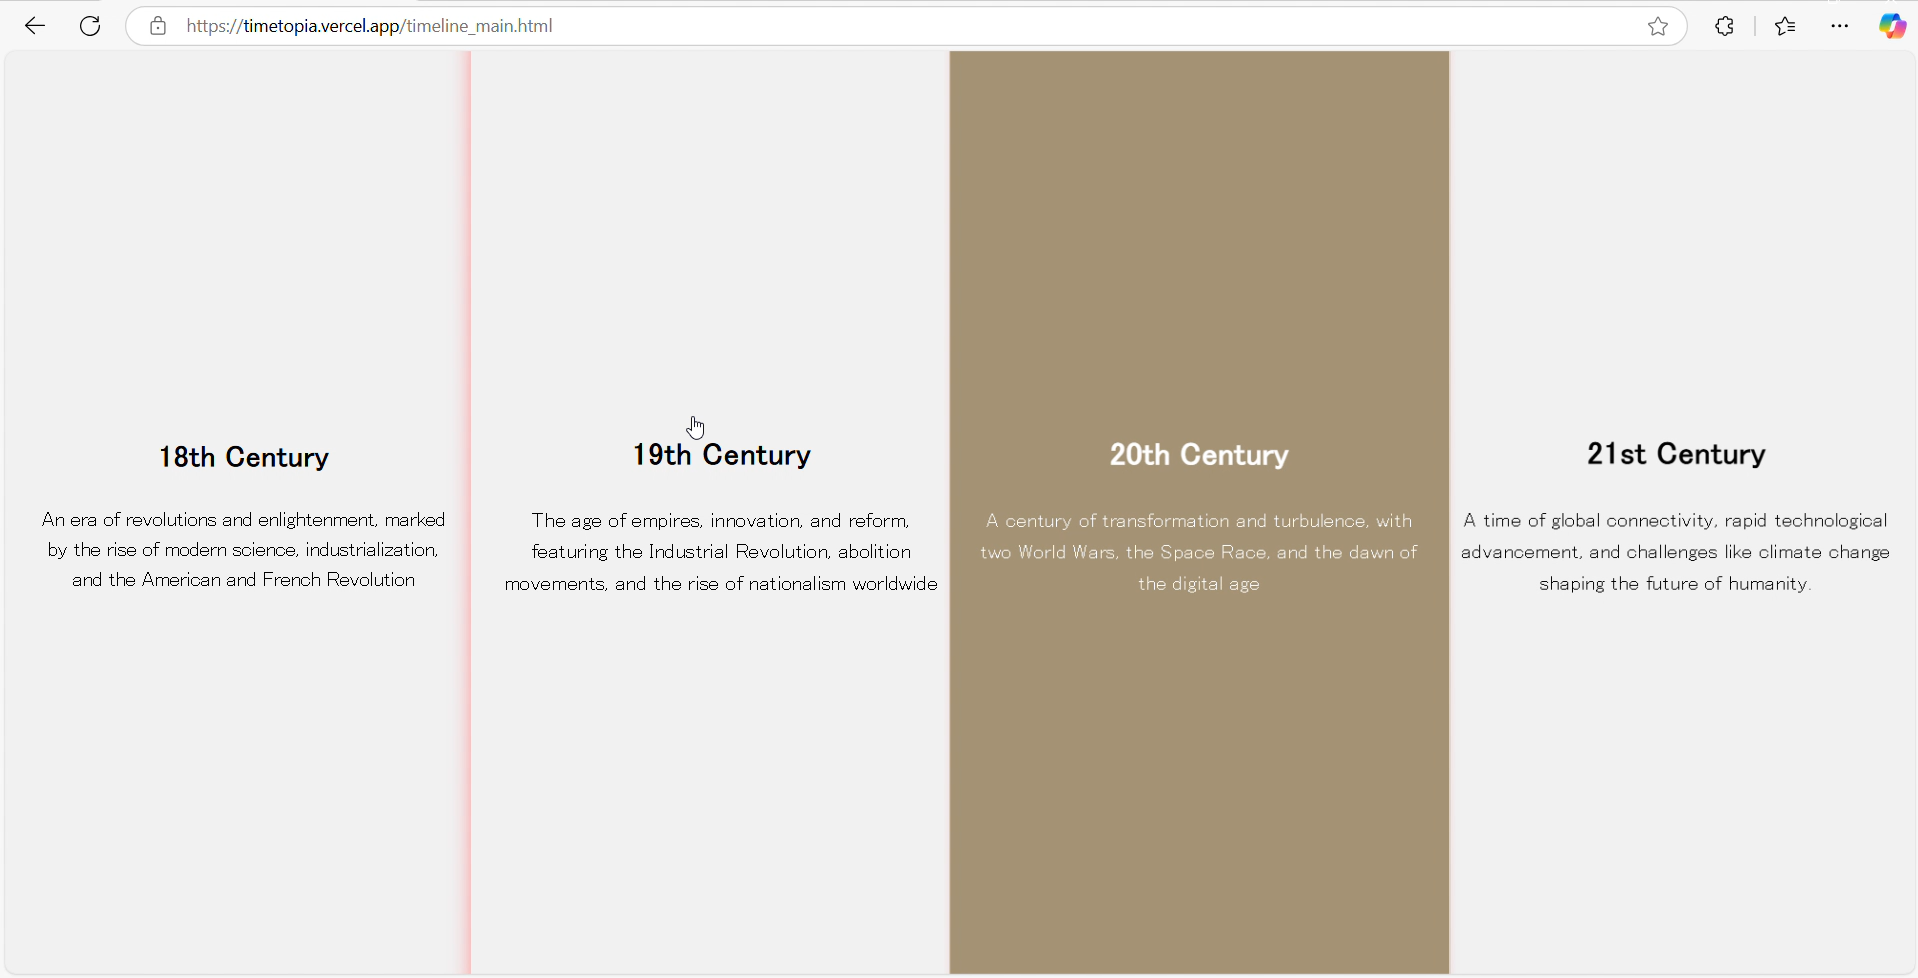 https://timetopia.vercel.app/timeline_main.html
18th Century
An era of revolutions and enlightenment, marked
by the rise of modern science, industrialization,
and the American and French Revolution
19th Century
The age of empires, innovation, and reform,
featuring the Industrial Revolution, abolition
movements, and the rise of nationalism worldwide
20th Century
A century of transformation and turbulence, with
two World Wars, the Space Race, and the dawn of
the digital age
21st Century
A time of global connectivity, rapid technological
advancement, and challenges like climate change
shaping the future of humanity.